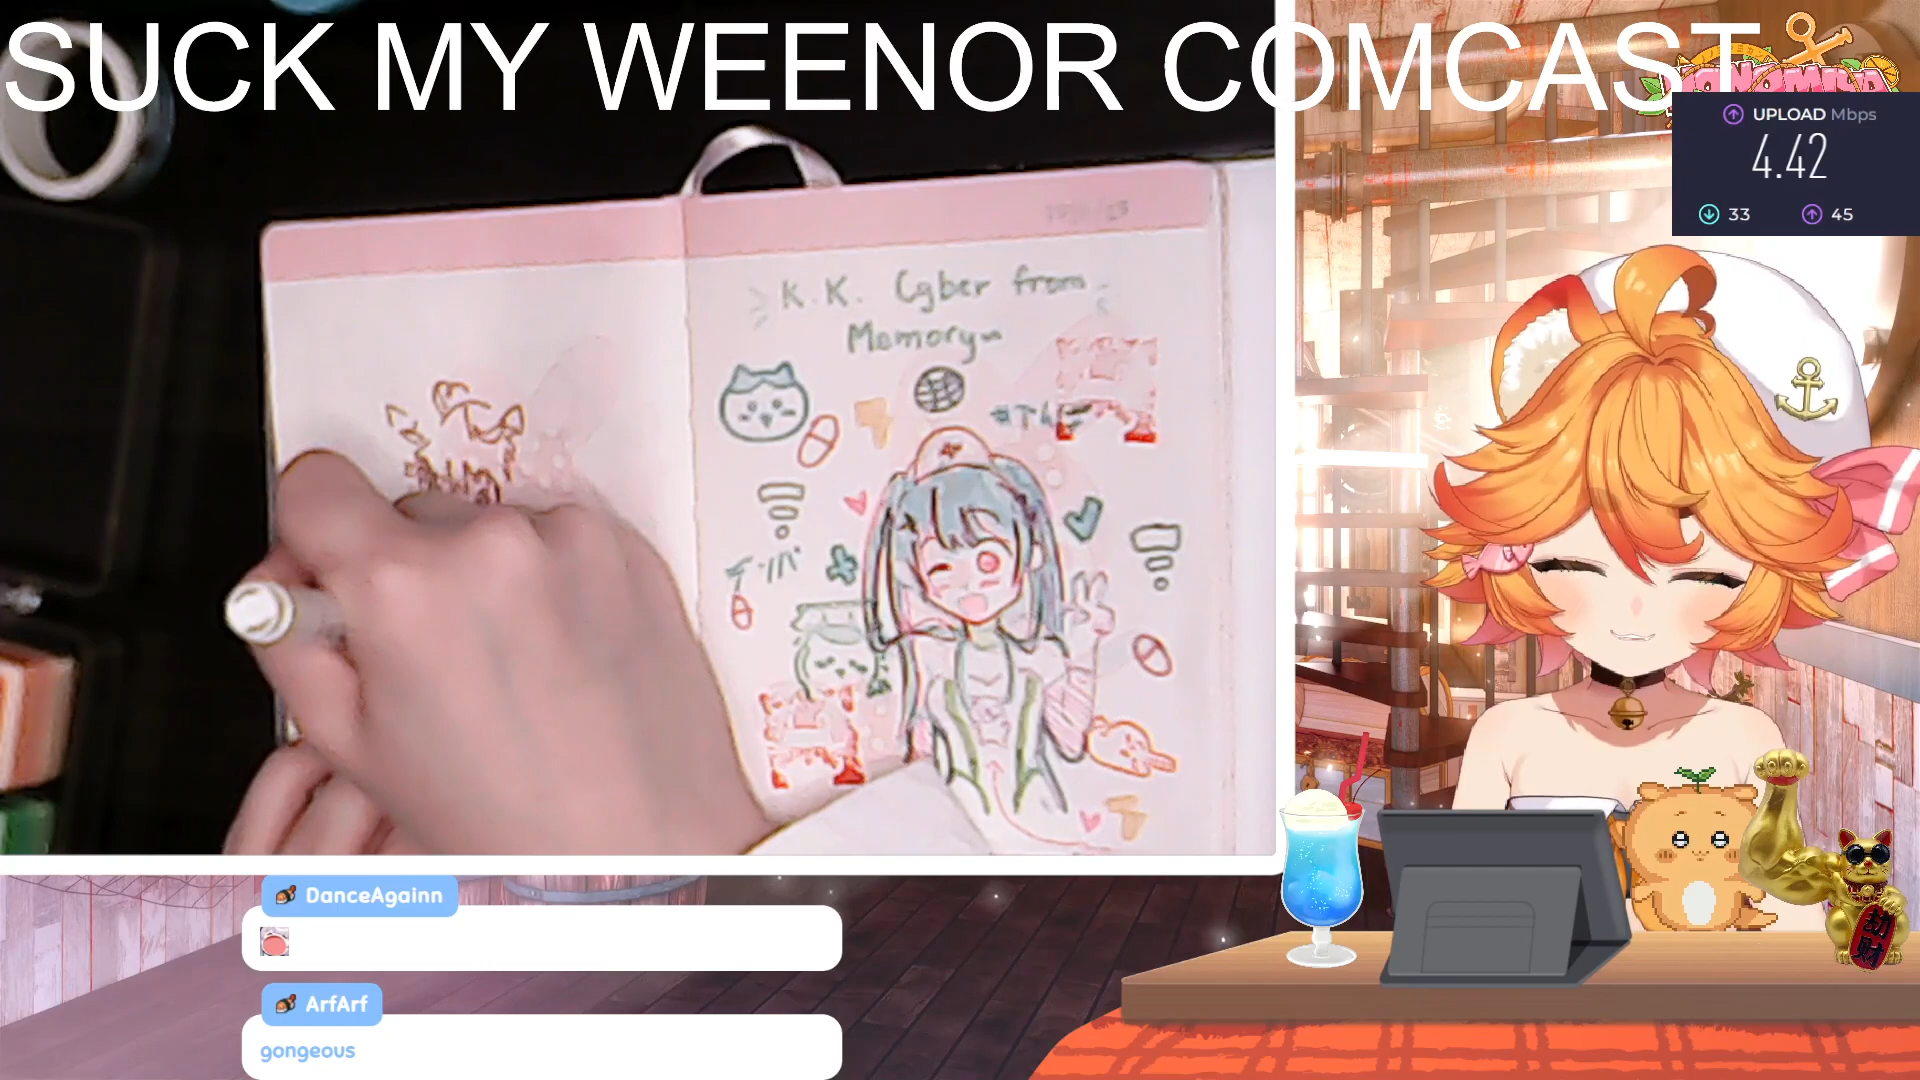 SUCK MY WEENOR COMCAST
UPLOAD Mbps
4.42
33 45
K.K. Cyber from
Memory~
DanceAgainn
ArfArf
gongeous